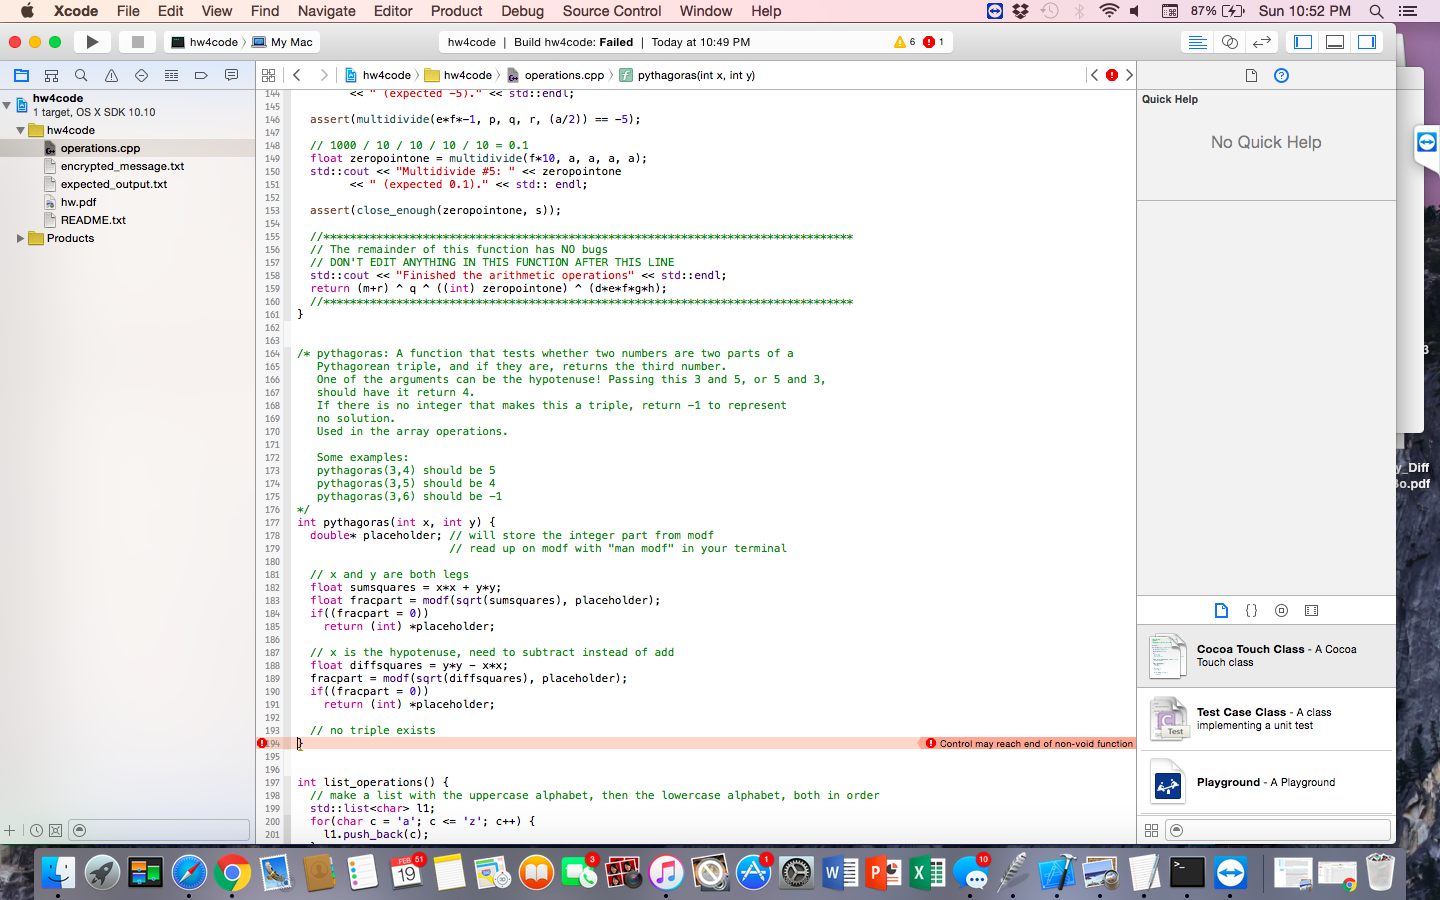 Xcode File Edit View Find Navigate Editor Product Debug Source Control Window Help 87% Sun 10:52 PM
hw4code My Mac hw4code | Build hw4code: Failed | Today at 10:49 PM 6 1
hw4code hw4code operations.cpp pythagoras(int x, int y)
hw4code
1 target, OS X SDK 10.10
hw4code
operations.cpp
encrypted_message.txt
expected_output.txt
hw.pdf
README.txt
Products
144 << " (expected -5)." << std::endl;
145
146 assert(multidivide(e*f*-1, p, q, r, (a/2)) == -5);
147
148 // 1000 / 10 / 10 / 10 / 10 = 0.1
149 float zeropointone = multidivide(f*10, a, a, a, a);
150 std::cout << "Multidivide #5: " << zeropointone
151 << " (expected 0.1)." << std:: endl;
152
153 assert(close_enough(zeropointone, s));
154
155 //********************************************************************************
156 // The remainder of this function has NO bugs
157 // DON'T EDIT ANYTHING IN THIS FUNCTION AFTER THIS LINE
158 std::cout << "Finished the arithmetic operations" << std::endl;
159 return (m+r) ^ q ^ ((int) zeropointone) ^ (d*e*f*g*h);
160 //********************************************************************************
161 }
162
163
164 /* pythagoras: A function that tests whether two numbers are two parts of a
165 Pythagorean triple, and if they are, returns the third number.
166 One of the arguments can be the hypotenuse! Passing this 3 and 5, or 5 and 3,
167 should have it return 4.
168 If there is no integer that makes this a triple, return -1 to represent
169 no solution.
170 Used in the array operations.
171
172 Some examples:
173 pythagoras(3,4) should be 5
174 pythagoras(3,5) should be 4
175 pythagoras(3,6) should be -1
176 */
177 int pythagoras(int x, int y) {
178 double* placeholder; // will store the integer part from modf
179 // read up on modf with "man modf" in your terminal
180
181 // x and y are both legs
182 float sumsquares = x*x + y*y;
183 float fracpart = modf(sqrt(sumsquares), placeholder);
184 if((fracpart = 0))
185 return (int) *placeholder;
186
187 // x is the hypotenuse, need to subtract instead of add
188 float diffsquares = y*y - x*x;
189 fracpart = modf(sqrt(diffsquares), placeholder);
190 if((fracpart = 0))
191 return (int) *placeholder;
192
193 // no triple exists
194 } Control may reach end of non-void function
195
196
197 int list_operations() {
198 // make a list with the uppercase alphabet, then the lowercase alphabet, both in order
199 std::list<char> l1;
200 for(char c = 'a'; c <= 'z'; c++) {
201 l1.push_back(c);
Quick Help
No Quick Help
{}
Cocoa Touch Class - A Cocoa
Touch class
Test Case Class - A class
implementing a unit test
Test
Playground - A Playground
3
y_Diff
o.pdf
FEB 51
19
3
1
W P X
10